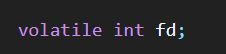 volatile int fd;